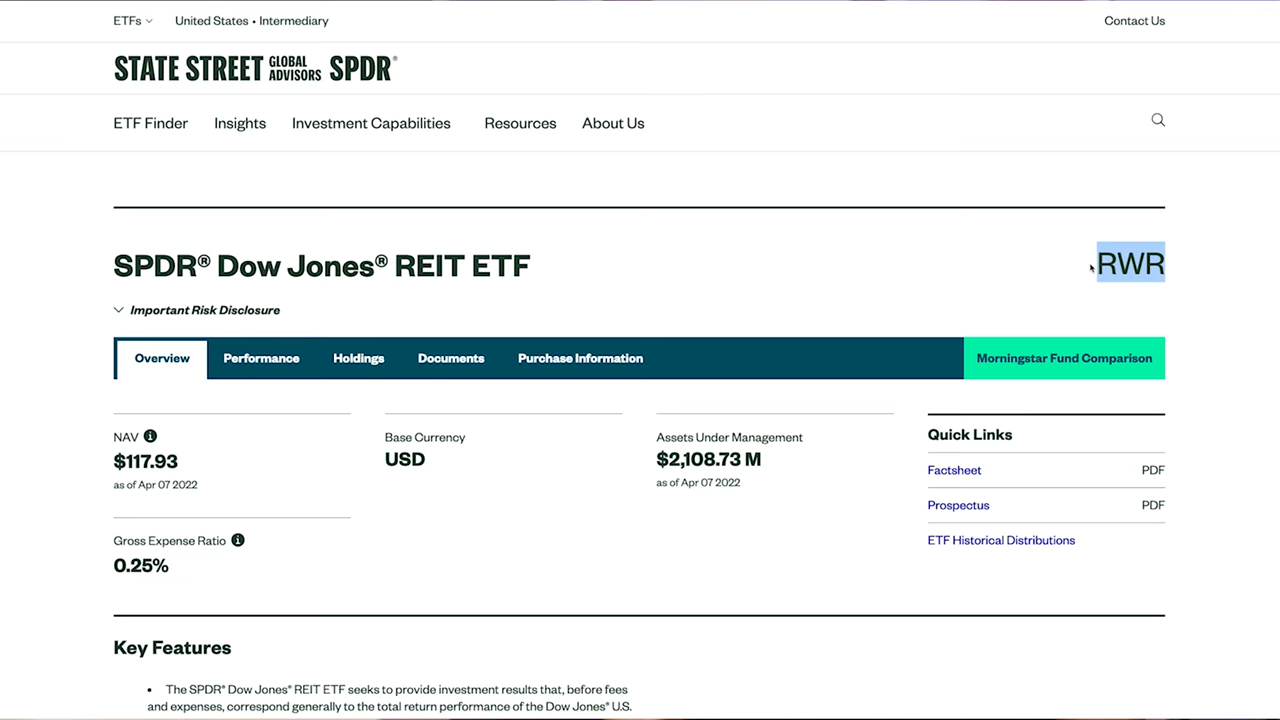 ETFs United States • Intermediary Contact Us
STATE STREET GLOBAL ADVISORS SPDR®
ETF Finder Insights Investment Capabilities Resources About Us
SPDR® Dow Jones® REIT ETF RWR
Important Risk Disclosure
Overview Performance Holdings Documents Purchase Information Morningstar Fund Comparison
NAV
$117.93
as of Apr 07 2022
Base Currency
USD
Assets Under Management
$2,108.73 M
as of Apr 07 2022
Quick Links
Factsheet PDF
Prospectus PDF
ETF Historical Distributions
Gross Expense Ratio
0.25%
Key Features
• The SPDR® Dow Jones® REIT ETF seeks to provide investment results that, before fees
and expenses, correspond generally to the total return performance of the Dow Jones® U.S.